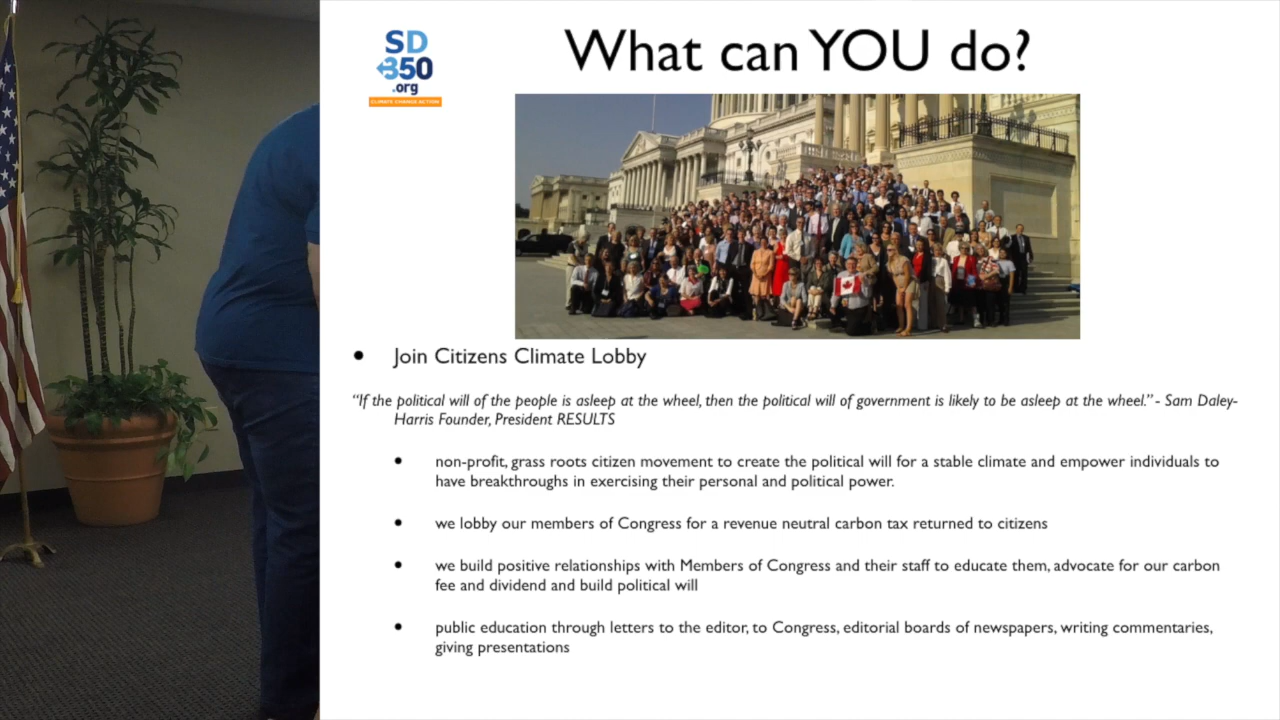 SD
350
.org
CLIMATE CHANGE ACTION
What can YOU do?
• Join Citizens Climate Lobby
“If the political will of the people is asleep at the wheel, then the political will of government is likely to be asleep at the wheel.” - Sam Daley-
Harris Founder, President RESULTS
• non-profit, grass roots citizen movement to create the political will for a stable climate and empower individuals to
have breakthroughs in exercising their personal and political power.
• we lobby our members of Congress for a revenue neutral carbon tax returned to citizens
• we build positive relationships with Members of Congress and their staff to educate them, advocate for our carbon
fee and dividend and build political will
• public education through letters to the editor, to Congress, editorial boards of newspapers, writing commentaries,
giving presentations